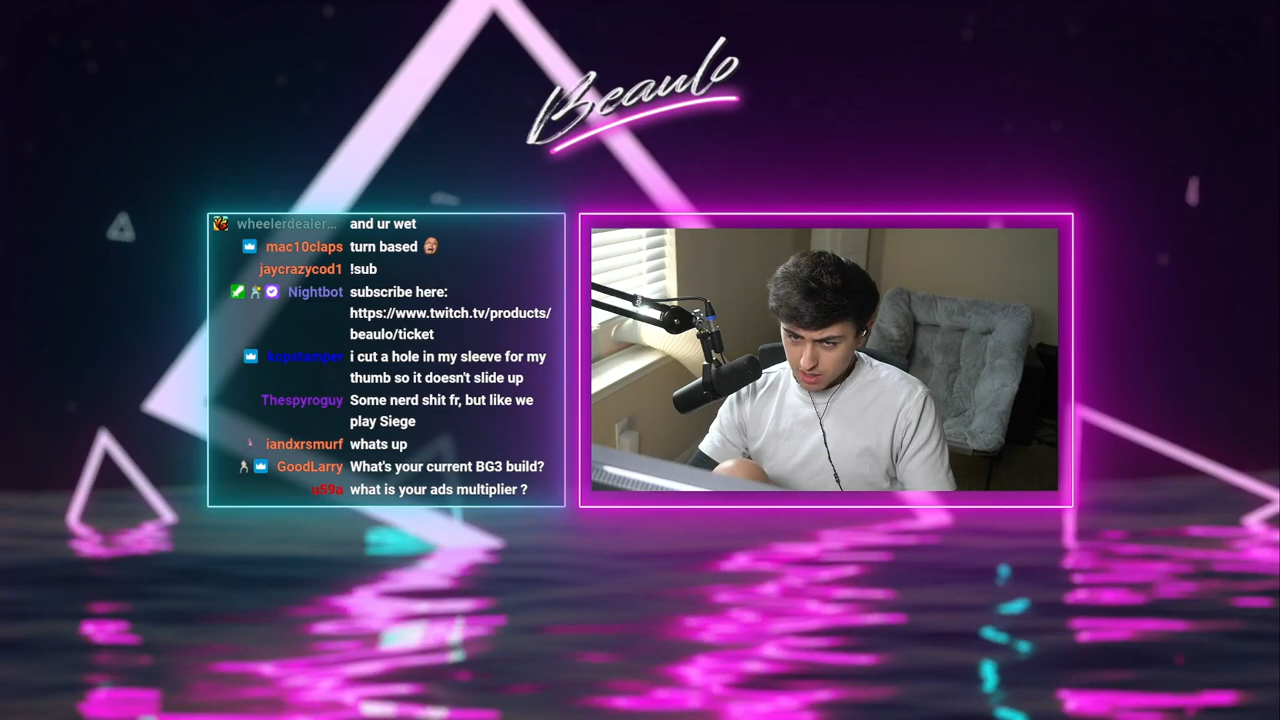 Beaulo
wheelerdealer... and ur wet
mac10claps turn based
jaycrazycod1 !sub
Nightbot subscribe here:
https://www.twitch.tv/products/
beaulo/ticket
kopstamper i cut a hole in my sleeve for my
thumb so it doesn't slide up
Thespyroguy Some nerd shit fr, but like we
play Siege
iandxrsmurf whats up
GoodLarry What's your current BG3 build?
u59a what is your ads multiplier ?